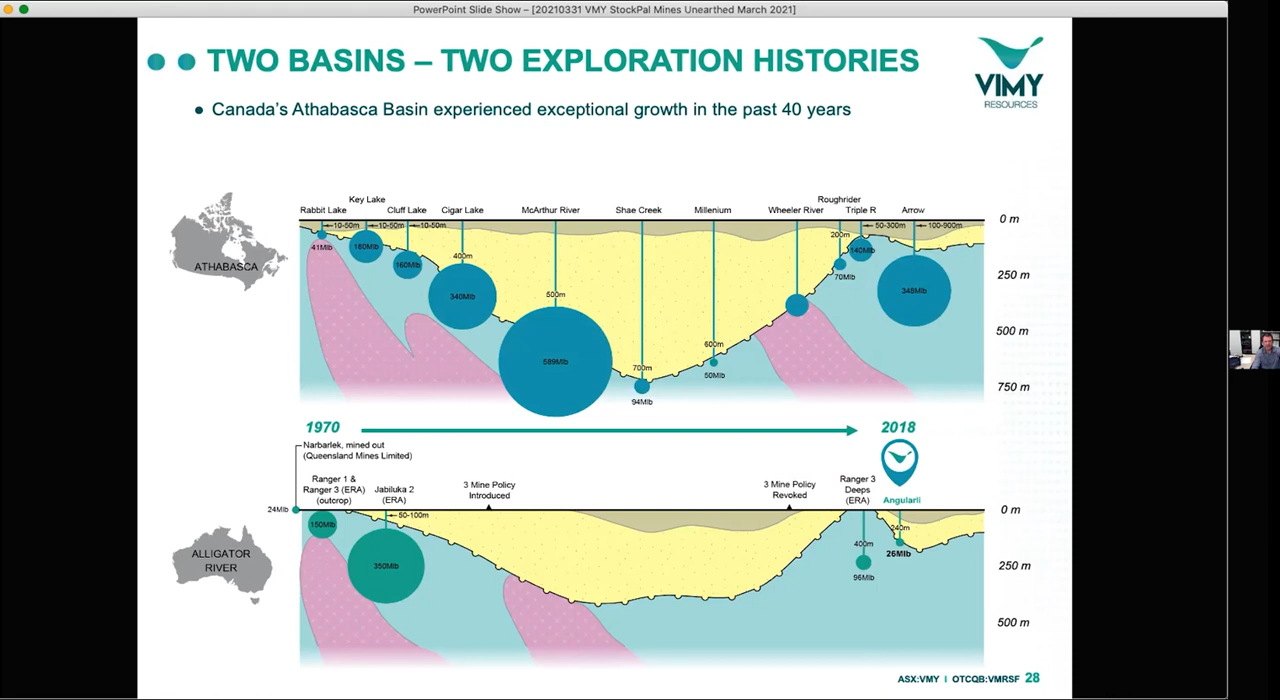 PowerPoint Slide Show – [20210331 VMY StockPal Mines Unearthed March 2021]
TWO BASINS – TWO EXPLORATION HISTORIES
VIMY
RESOURCES
Canada's Athabasca Basin experienced exceptional growth in the past 40 years
Rabbit Lake
Key Lake
Cluff Lake
Cigar Lake
McArthur River
Shae Creek
Millenium
Wheeler River
Roughrider
Triple R
Arrow
0 m
10-50m
10-50m
10-50m
200m
50-300m
100-900m
41Mlb
180Mlb
160Mlb
400m
340Mlb
500m
589Mlb
700m
94Mlb
600m
50Mlb
70Mlb
140Mlb
348Mlb
250 m
500 m
750 m
ATHABASCA
1970
2018
Narbarlek, mined out
(Queensland Mines Limited)
Ranger 1 &
Ranger 3 (ERA)
(outcrop)
Jabiluka 2
(ERA)
3 Mine Policy
Introduced
3 Mine Policy
Revoked
Ranger 3
Deeps
(ERA)
Angularli
24Mlb
50-100m
0 m
150Mlb
350Mlb
400m
96Mlb
240m
26Mlb
250 m
500 m
ALLIGATOR
RIVER
ASX:VMY I OTCQB:VMRSF 28